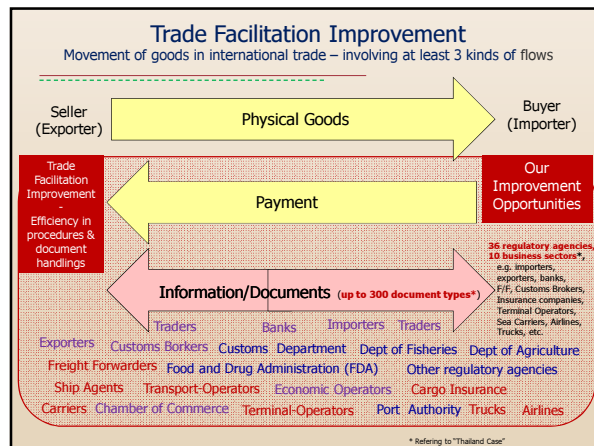 Trade Facilitation Improvement
Movement of goods in international trade – involving at least 3 kinds of flows
Seller
(Exporter)
Physical Goods
Buyer
(Importer)
Trade
Facilitation
Improvement
-
Efficiency in
procedures &
document
handlings
Payment
Our
Improvement
Opportunities
36 regulatory agencies,
10 business sectors*,
e.g. importers,
exporters, banks,
F/F, Customs Brokers,
Insurance companies,
Terminal Operators,
Sea Carriers, Airlines,
Trucks, etc.
Information/Documents (up to 300 document types*)
Traders Banks Importers Traders
Exporters Customs Borkers Customs Department Dept of Fisheries Dept of Agriculture
Freight Forwarders Food and Drug Administration (FDA) Other regulatory agencies
Ship Agents Transport-Operators Economic Operators Cargo Insurance
Carriers Chamber of Commerce Terminal-Operators Port Authority Trucks Airlines
* Refering to "Thailand Case"